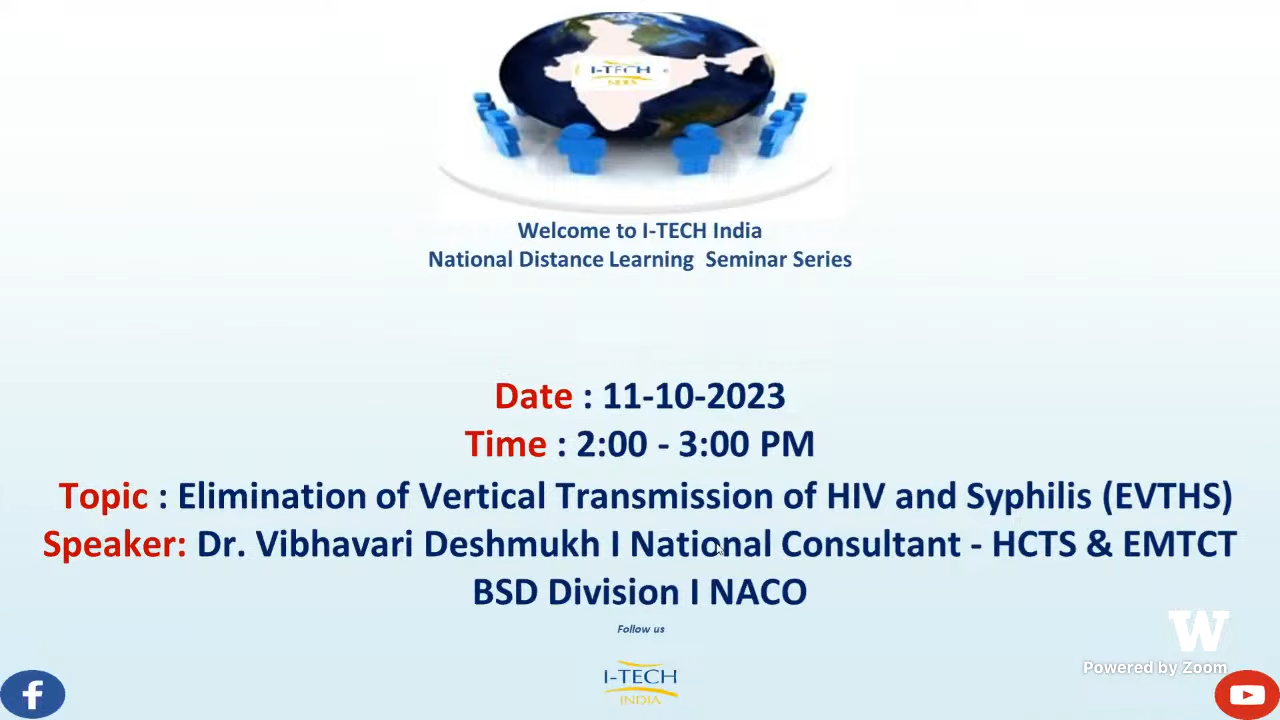 I-TECH
INDIA
Welcome to I-TECH India
National Distance Learning  Seminar Series
Date : 11-10-2023
Time : 2:00 - 3:00 PM
Topic : Elimination of Vertical Transmission of HIV and Syphilis (EVTHS)
Speaker: Dr. Vibhavari Deshmukh I National Consultant - HCTS & EMTCT
BSD Division I NACO
Follow us
W
Powered by Zoom
I-TECH
INDIA
f